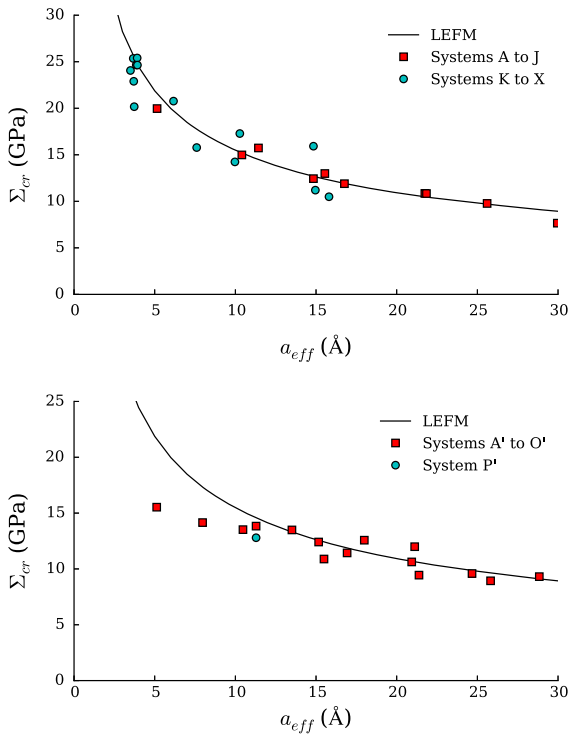 30
25
20
15
10
5
0
Σcr (GPa)
LEFM
Systems A to J
Systems K to X
0 5 10 15 20 25 30
aeff (Å)
25
20
15
10
5
0
Σcr (GPa)
LEFM
Systems A' to O'
System P'
0 5 10 15 20 25 30
aeff (Å)